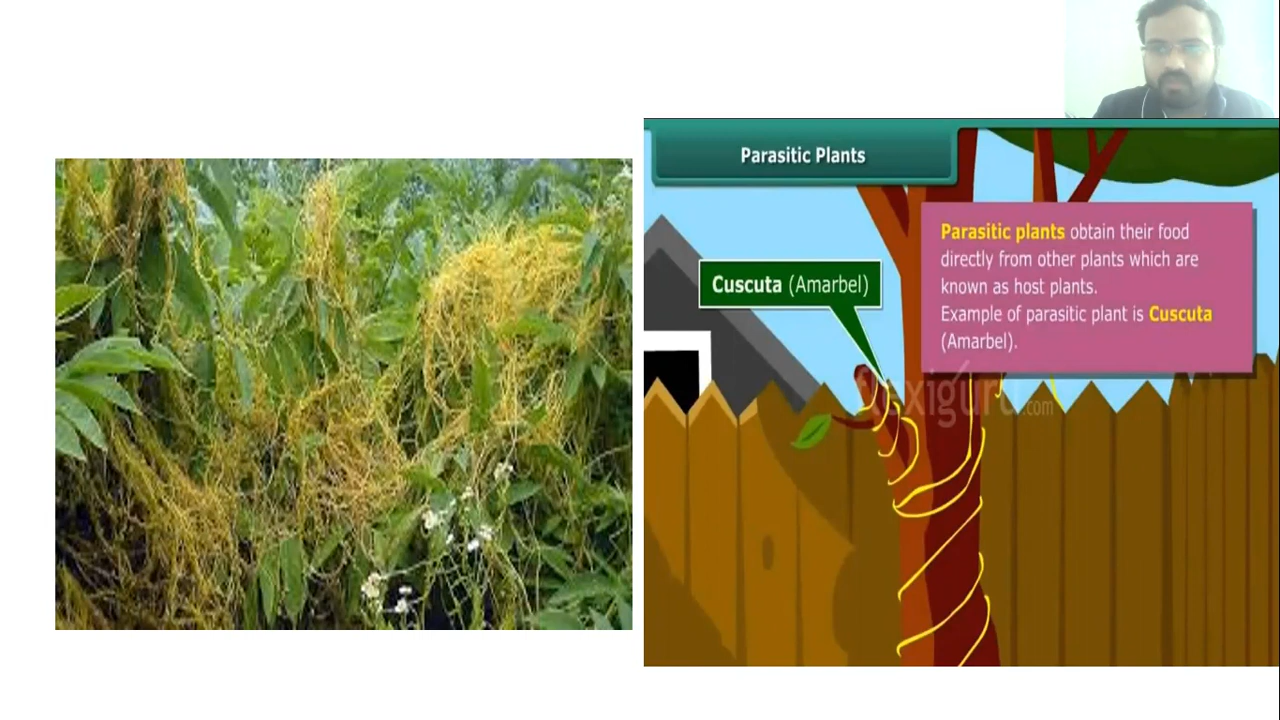 Parasitic Plants
Parasitic plants obtain their food
directly from other plants which are
known as host plants.
Example of parasitic plant is Cuscuta
(Amarbel).
Cuscuta (Amarbel)